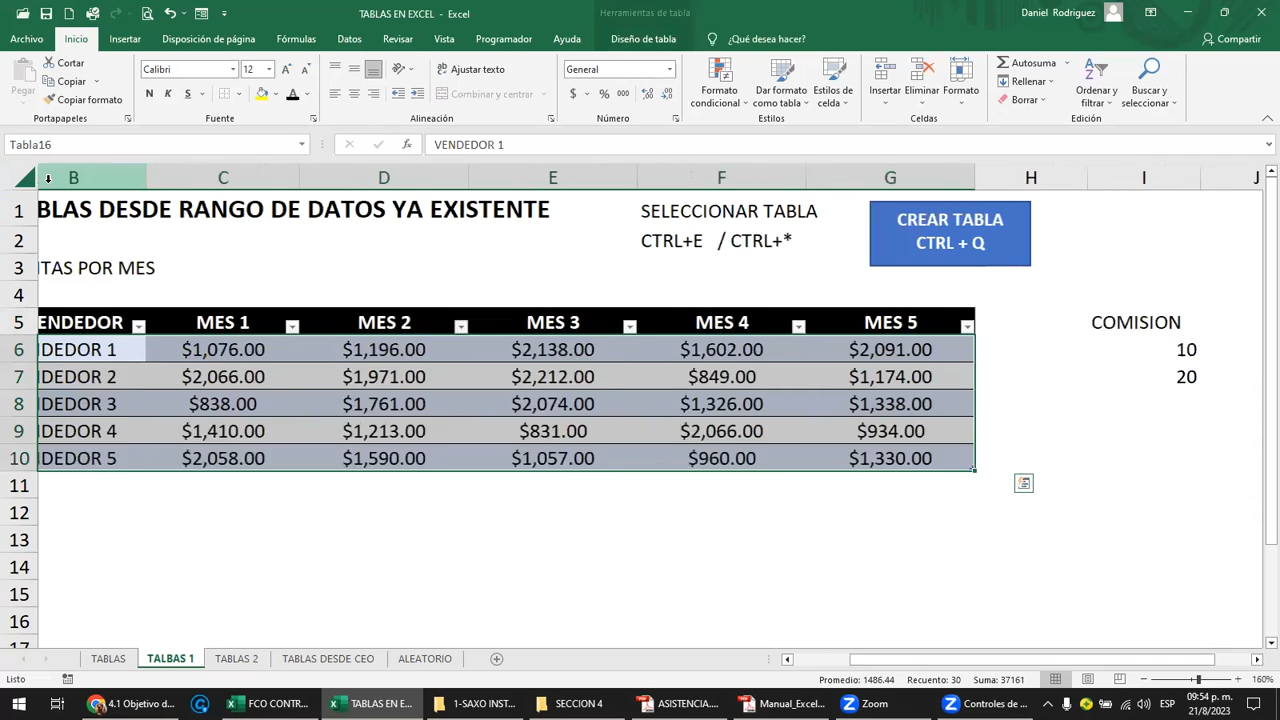 TABLAS EN EXCEL - Excel
Herramientas de tabla
Daniel Rodriguez
Archivo Inicio Insertar Disposición de página Fórmulas Datos Revisar Vista Programador Ayuda Diseño de tabla ¿Qué desea hacer? Compartir
Pegar
Cortar
Copiar
Copiar formato
Portapapeles
Calibri 12
N K S
Fuente
Ajustar texto
Combinar y centrar
Alineación
General
$ % 000
Número
Formato condicional
Dar formato como tabla
Estilos de celda
Estilos
Insertar Eliminar Formato
Celdas
Autosuma
Rellenar
Borrar
Ordenar y filtrar
Buscar y seleccionar
Edición
Tabla16
fx VENDEDOR 1
B C D E F G H I J
1 BLAS DESDE RANGO DE DATOS YA EXISTENTE SELECCIONAR TABLA
2 CTRL+E / CTRL+*
CREAR TABLA
CTRL + Q
3 NTAS POR MES
4
5 ENDEDOR MES 1 MES 2 MES 3 MES 4 MES 5 COMISION
6 NDEDOR 1 $1,076.00 $1,196.00 $2,138.00 $1,602.00 $2,091.00 10
7 NDEDOR 2 $2,066.00 $1,971.00 $2,212.00 $849.00 $1,174.00 20
8 NDEDOR 3 $838.00 $1,761.00 $2,074.00 $1,326.00 $1,338.00
9 NDEDOR 4 $1,410.00 $1,213.00 $831.00 $2,066.00 $934.00
10 NDEDOR 5 $2,058.00 $1,590.00 $1,057.00 $960.00 $1,330.00
11
12
13
14
15
16
17
TABLAS TALBAS 1 TABLAS 2 TABLAS DESDE CEO ALEATORIO
Listo Promedio: 1486.44 Recuento: 30 Suma: 37161 160%
4.1 Objetivo d... FCO CONTR... TABLAS EN E... 1-SAXO INST... SECCION 4 ASISTENCIA.... Manual_Exce... Zoom Controles de ... ESP 09:54 p. m.
21/8/2023